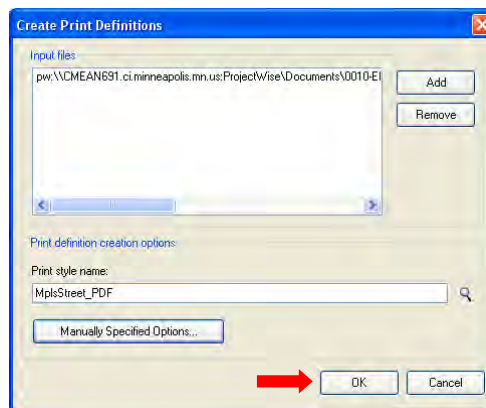 Create Print Definitions
Input files
pw:\\CMEAN691.ci.minneapolis.mn.us:ProjectWise\Documents\0010-El
Add
Remove
Print definition creation options
Print style name:
MplsStreet_PDF
Manually Specified Options...
OK
Cancel